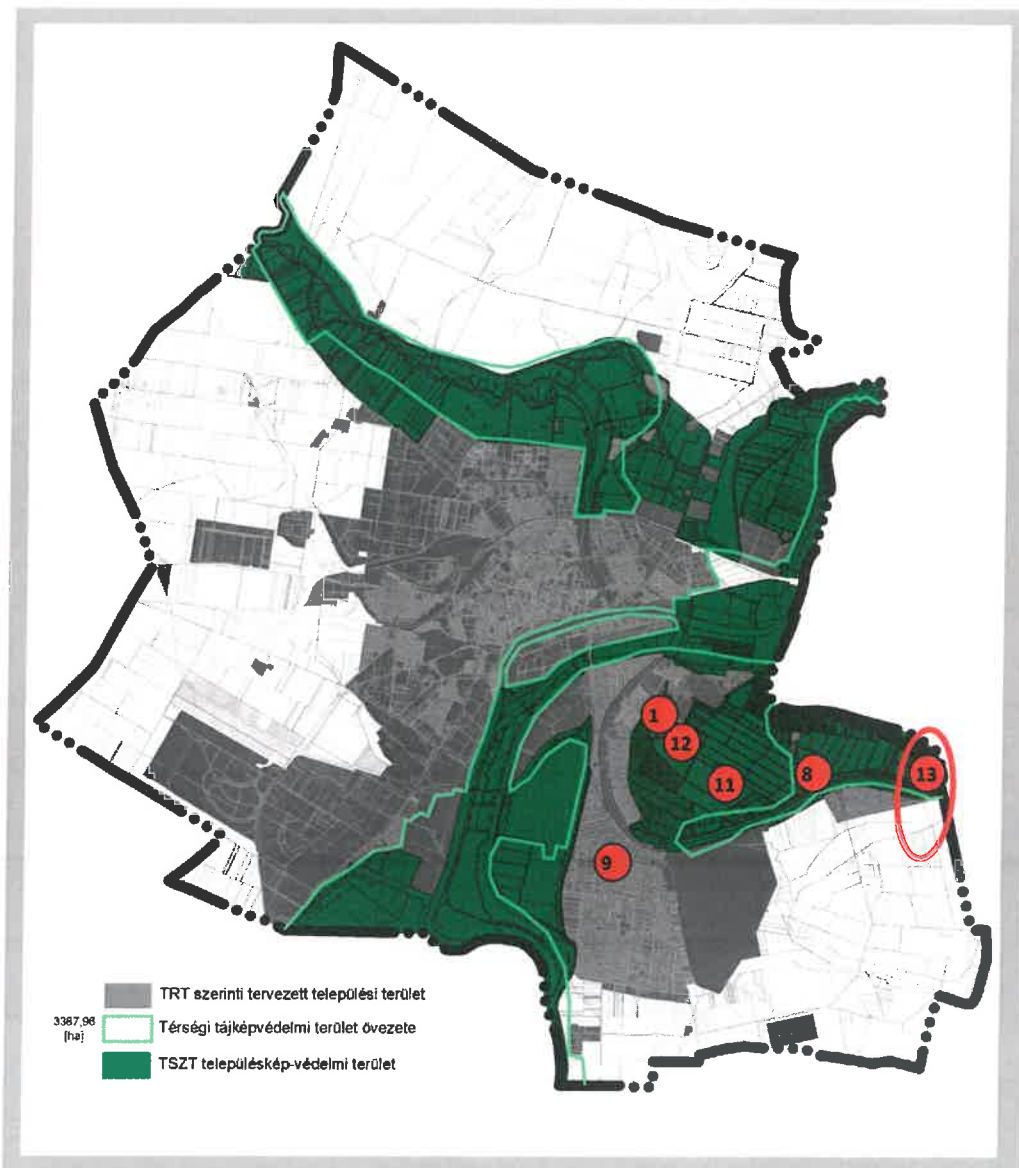 1
12
11
8
13
9
TRT szerinti tervezett települési terület
3367,96
[ha]
Térségi tájképvédelmi terület övezete
TSZT településkép-védelmi terület